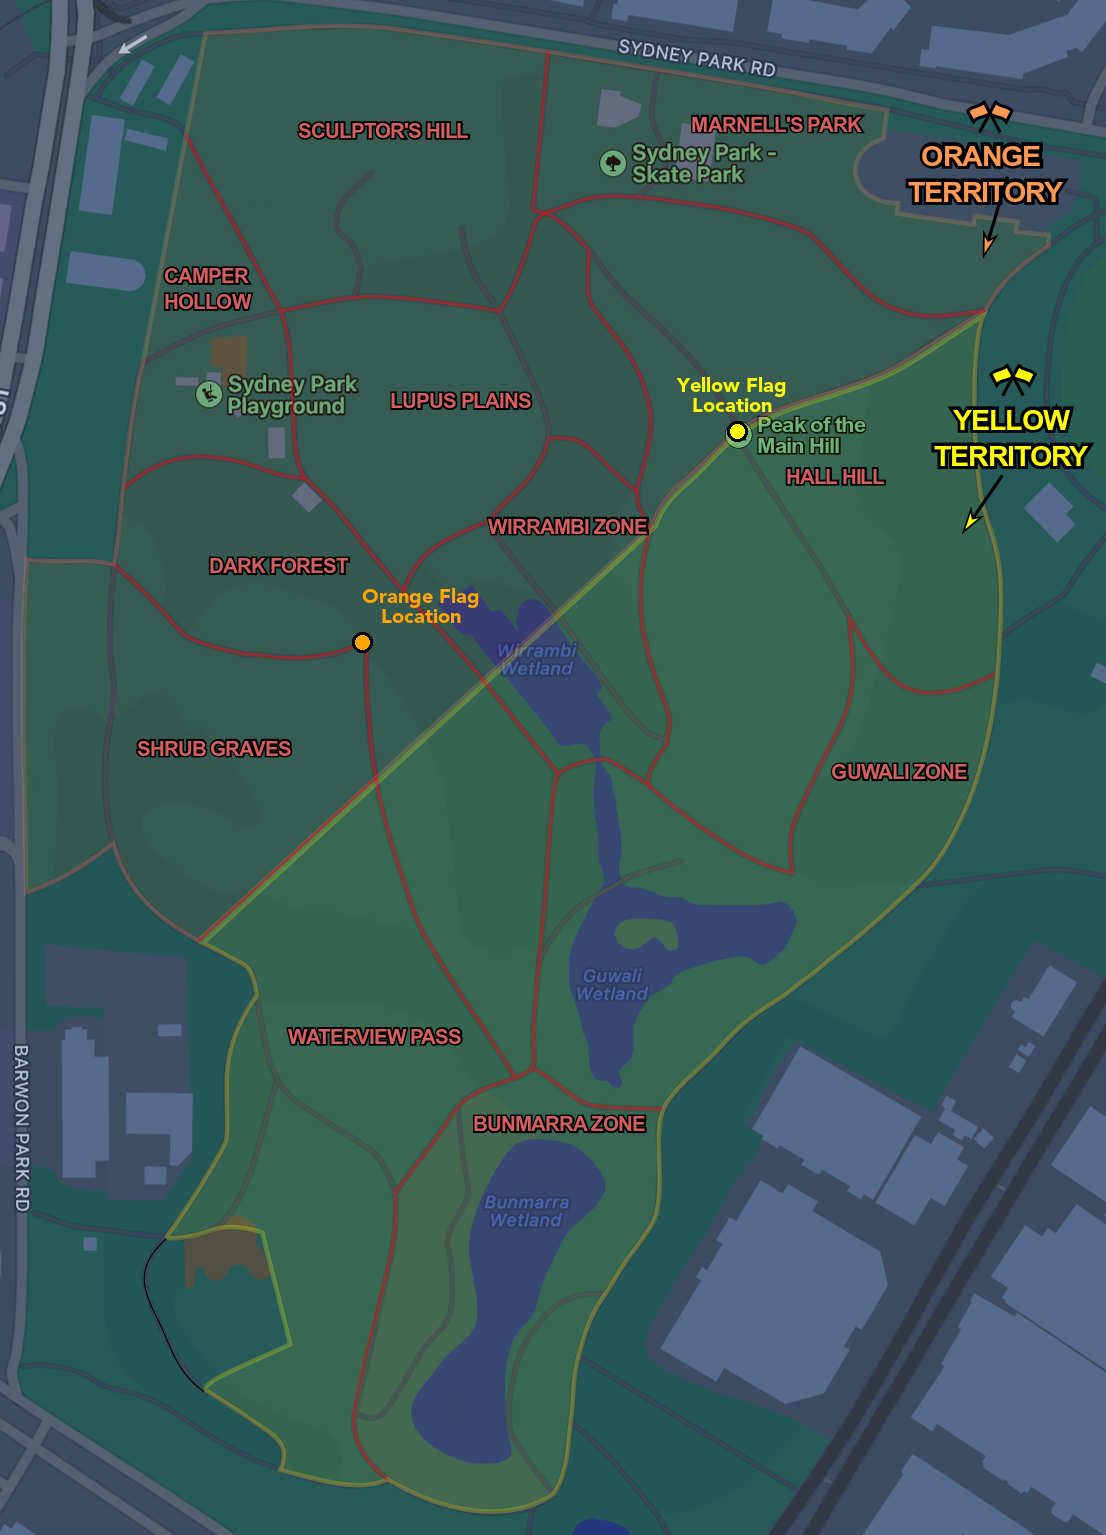 SYDNEY PARK RD
SCULPTOR'S HILL
MARNELL'S PARK
Sydney Park -
Skate Park
ORANGE
TERRITORY
CAMPER
HOLLOW
Sydney Park
Playground
LUPUS PLAINS
Yellow Flag
Location
Peak of the
Main Hill
YELLOW
TERRITORY
HALL HILL
WIRRAMBI ZONE
DARK FOREST
Orange Flag
Location
Wirrambi
Wetland
SHRUB GRAVES
GUWALI ZONE
Guwali
Wetland
WATERVIEW PASS
BARWON PARK RD
BUNMARRA ZONE
Bunmarra
Wetland